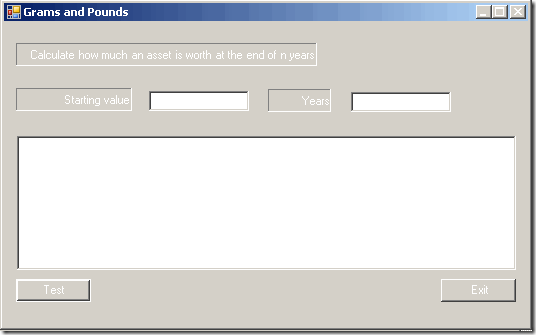 Grams and Pounds
Calculate how much an asset is worth at the end of n years
Starting value
Years
Test
Exit